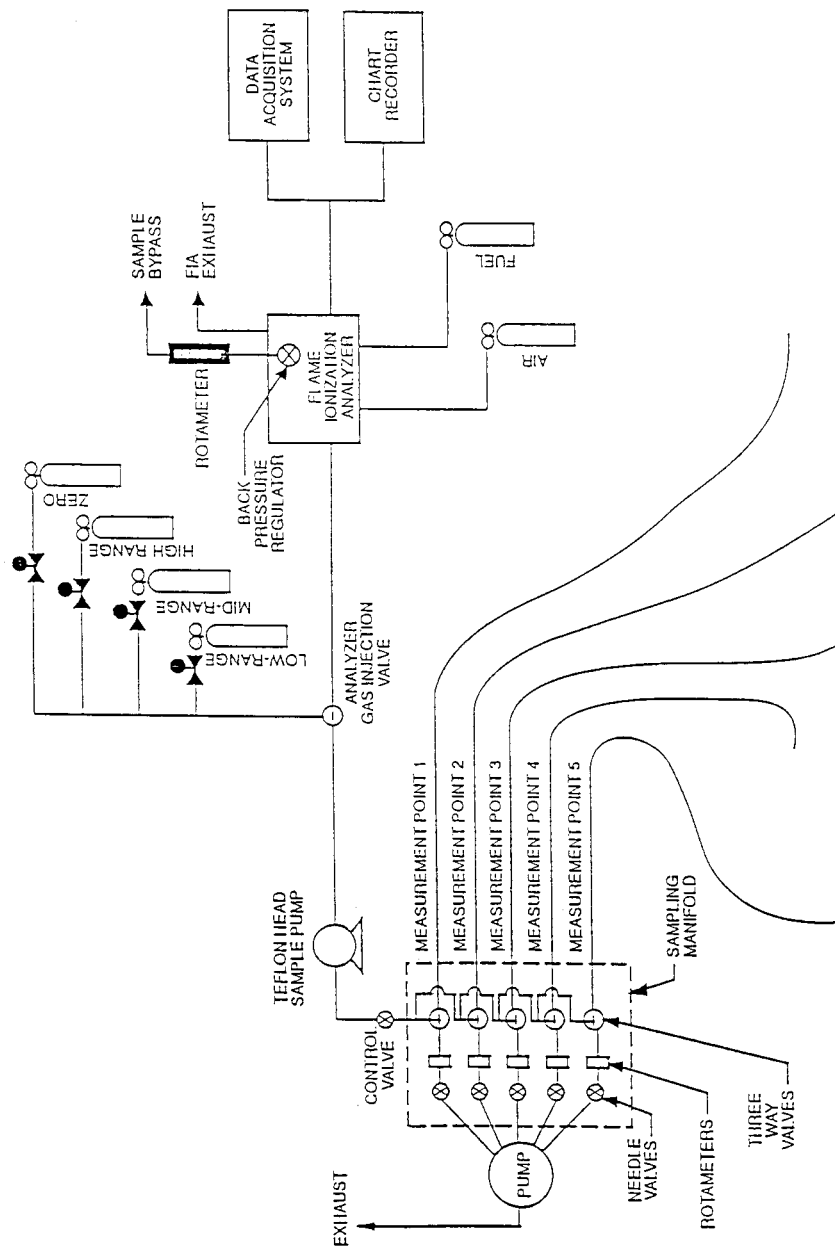 DATA
ACQUISITION
SYSTEM
CHART
RECORDER
SAMPLE
BYPASS
FIA
EXHAUST
ROTAMETER
BACK
PRESSURE
REGULATOR
FLAME
IONIZATION
ANALYZER
FUEL
AIR
ZERO
HIGH RANGE
MID-RANGE
LOW-RANGE
ANALYZER
GAS INJECTION
VALVE
TEFLON HEAD
SAMPLE PUMP
MEASUREMENT POINT 1
MEASUREMENT POINT 2
MEASUREMENT POINT 3
MEASUREMENT POINT 4
MEASUREMENT POINT 5
SAMPLING
MANIFOLD
CONTROL
VALVE
THREE
WAY
VALVES
ROTAMETERS
NEEDLE
VALVES
PUMP
EXHAUST